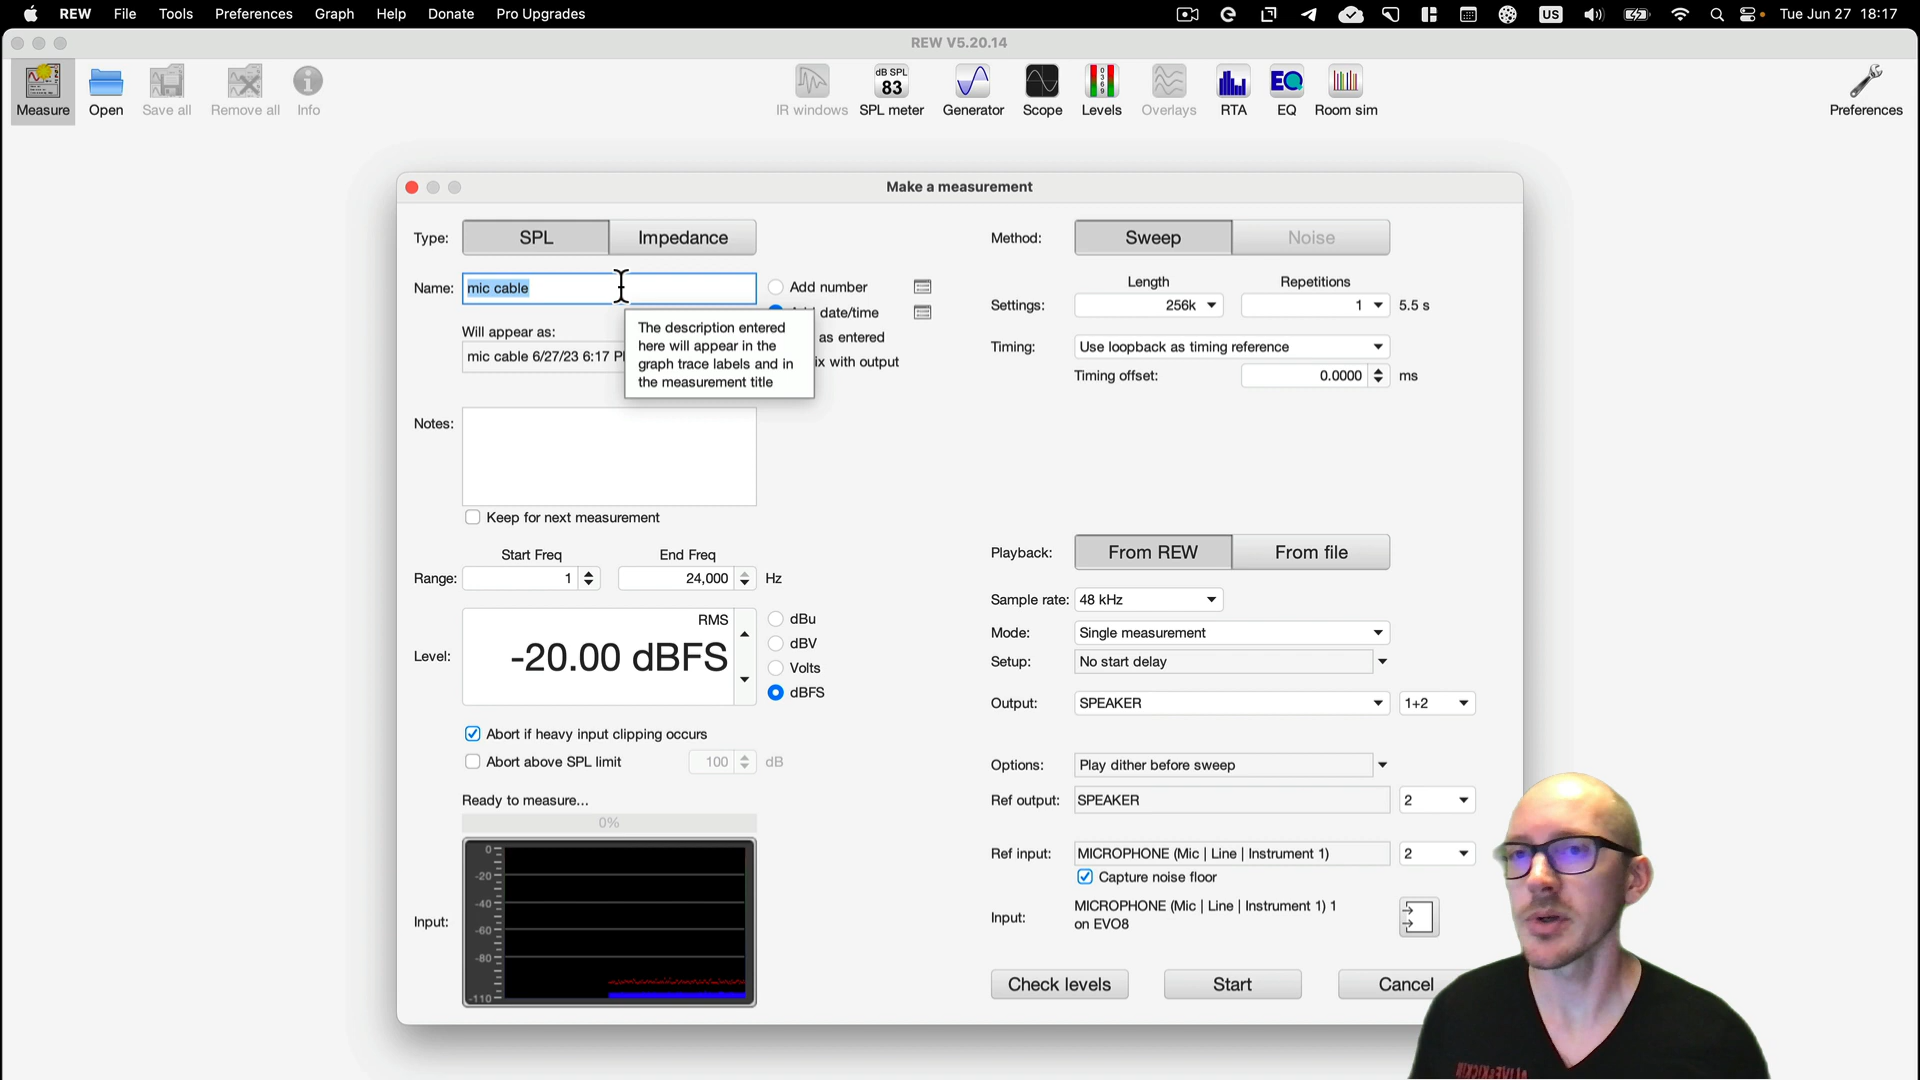 REW File Tools Preferences Graph Help Donate Pro Upgrades US Tue Jun 27 18:17
REW V5.20.14
Measure Open Save all Remove all Info
dB SPL
83
IR windows SPL meter Generator Scope Levels Overlays RTA EQ Room sim Preferences
EQ
Make a measurement
Type: SPL Impedance
Name: mic cable
Add number
date/time
as entered
ix with output
Will appear as:
mic cable 6/27/23 6:17 P
The description entered
here will appear in the
graph trace labels and in
the measurement title
Notes:
Keep for next measurement
Start Freq End Freq
Range: 1 24,000 Hz
RMS
Level: -20.00 dBFS
dBu
dBV
Volts
dBFS
Abort if heavy input clipping occurs
Abort above SPL limit 100 dB
Ready to measure...
0%
Input:
0
-20
-40
-60
-80
-110
Method: Sweep Noise
Length Repetitions
Settings: 256k 1 5.5 s
Timing: Use loopback as timing reference
Timing offset: 0.0000 ms
Playback: From REW From file
Sample rate: 48 kHz
Mode: Single measurement
Setup: No start delay
Output: SPEAKER 1+2
Options: Play dither before sweep
Ref output: SPEAKER 2
Ref input: MICROPHONE (Mic | Line | Instrument 1) 2
Capture noise floor
Input: MICROPHONE (Mic | Line | Instrument 1) 1
on EVO8
Check levels Start Cancel